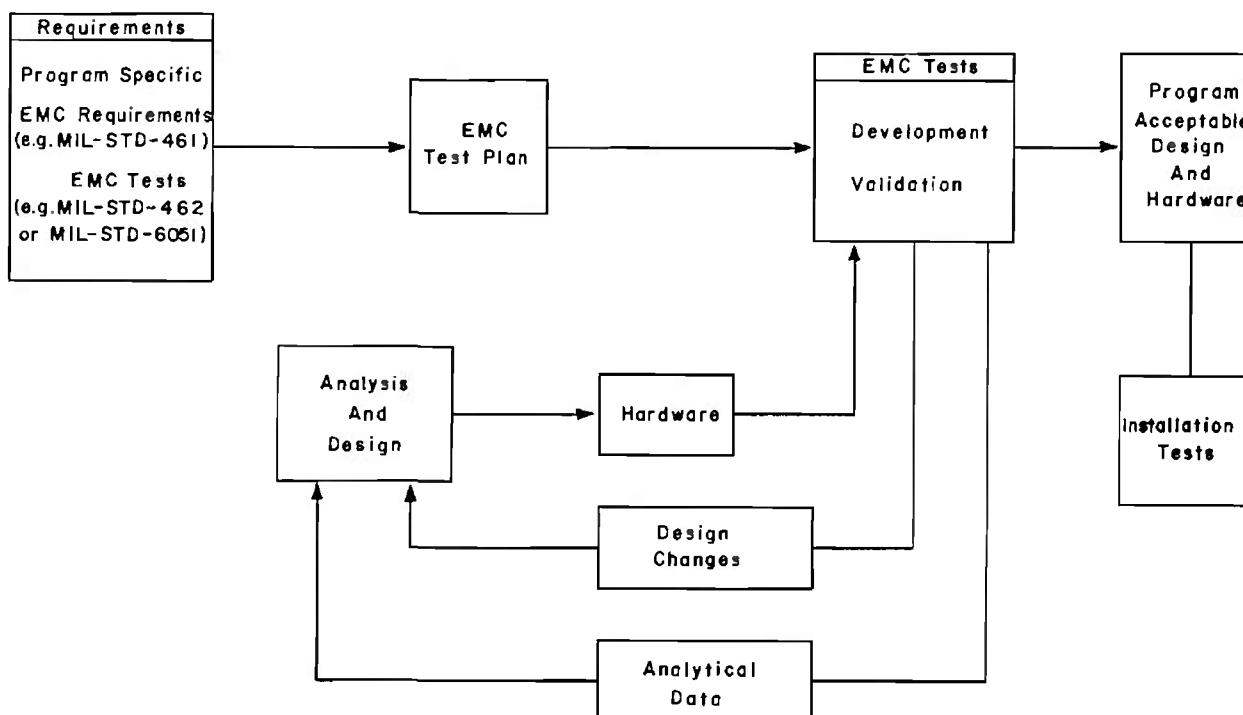 Requirements
Program Specific
EMC Requirements
(e.g. MIL-STD-461)
EMC Tests
(e.g. MIL-STD-462
or MIL-STD-6051)
EMC
Test Plan
EMC Tests
Development
Validation
Program
Acceptable
Design
And
Hardware
Analysis
And
Design
Hardware
Installation
Tests
Design
Changes
Analytical
Data